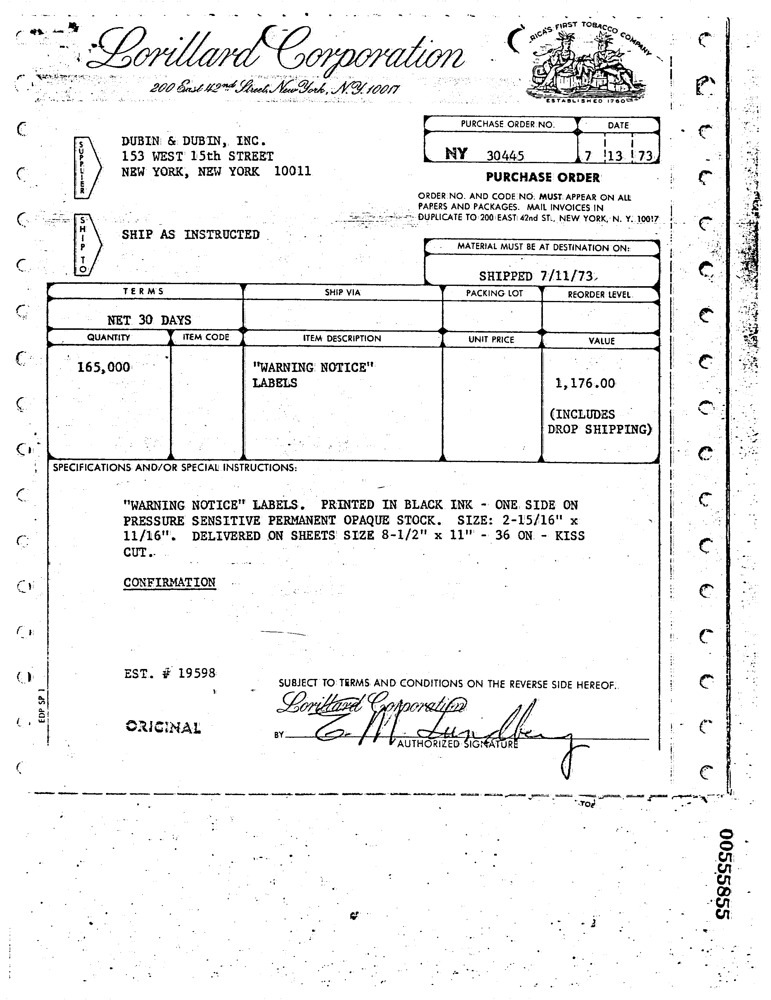 Lorillard Corporation
200 East 42nd Street, New York, N.Y. 10017
RICA'S FIRST TOBACCO COMPANY
ESTABLISHED 1760
SUPPLIER
DUBIN & DUBIN, INC.
153 WEST 15th STREET
NEW YORK, NEW YORK 10011
PURCHASE ORDER NO. DATE
NY 30445 7 13 73
PURCHASE ORDER
ORDER NO. AND CODE NO. MUST APPEAR ON ALL
PAPERS AND PACKAGES. MAIL INVOICES IN
DUPLICATE TO 200 EAST 42nd ST., NEW YORK, N. Y. 10017
SHIP TO
SHIP AS INSTRUCTED
MATERIAL MUST BE AT DESTINATION ON:
SHIPPED 7/11/73.
TERMS SHIP VIA PACKING LOT REORDER LEVEL
NET 30 DAYS
QUANTITY ITEM CODE ITEM DESCRIPTION UNIT PRICE VALUE
165,000 "WARNING NOTICE"
LABELS 1,176.00
(INCLUDES
DROP SHIPPING)
SPECIFICATIONS AND/OR SPECIAL INSTRUCTIONS:
"WARNING NOTICE" LABELS. PRINTED IN BLACK INK - ONE SIDE ON
PRESSURE SENSITIVE PERMANENT OPAQUE STOCK. SIZE: 2-15/16" x
11/16". DELIVERED ON SHEETS SIZE 8-1/2" x 11" - 36 ON - KISS
CUT.
CONFIRMATION
EST. # 19598
SUBJECT TO TERMS AND CONDITIONS ON THE REVERSE SIDE HEREOF.
Lorillard Corporation
EDP SP 1
ORIGINAL
BY E. M. Lundberg
AUTHORIZED SIGNATURE
TOP
00555855